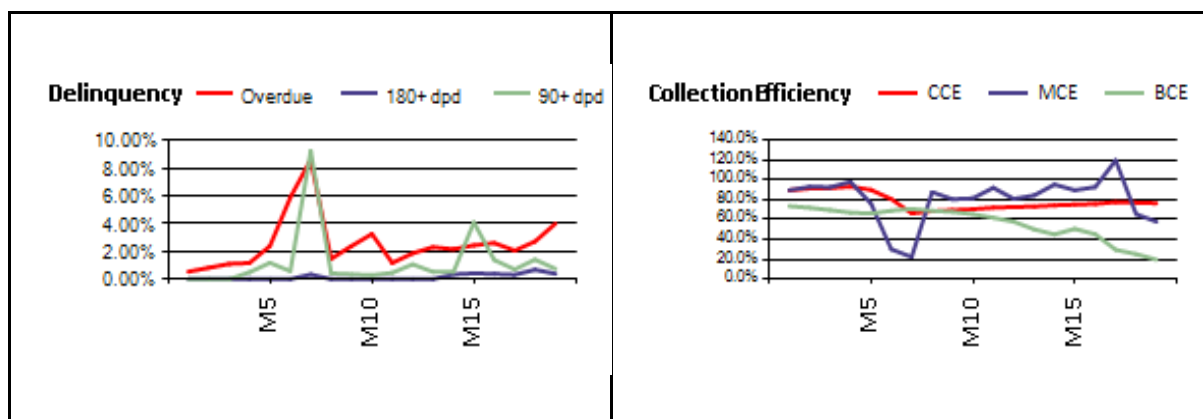 Delinquency Overdue 180+ dpd 90+ dpd
10.00%
8.00%
6.00%
4.00%
2.00%
0.00%
M5
M10
M15
Collection Efficiency CCE MCE BCE
140.0%
120.0%
100.0%
80.0%
60.0%
40.0%
20.0%
0.0%
M5
M10
M15